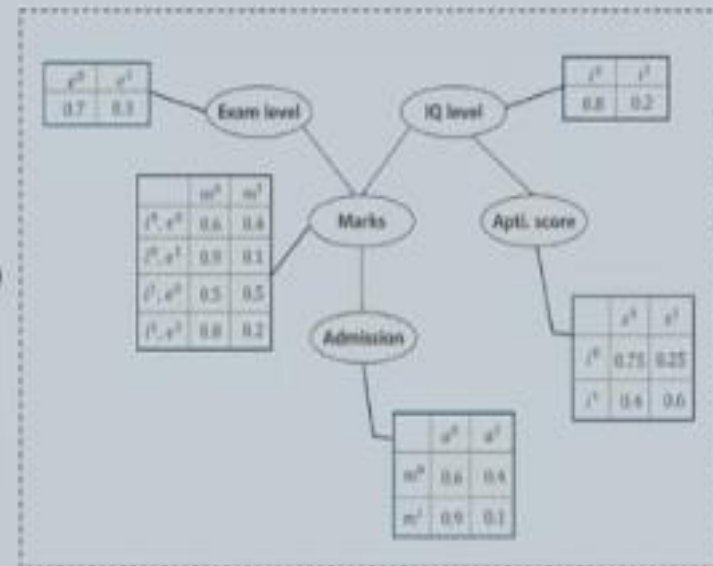 e⁰ e¹
0.7 0.3
Exam level
IQ level
i⁰ i¹
0.8 0.2
m⁰ m¹
i⁰, e⁰ 0.6 0.4
i⁰, e¹ 0.9 0.1
i¹, e⁰ 0.5 0.5
i¹, e¹ 0.8 0.2
Marks
Apti. score
Admission
s⁰ s¹
i⁰ 0.75 0.25
i¹ 0.4 0.6
a⁰ a¹
m⁰ 0.6 0.4
m¹ 0.9 0.1